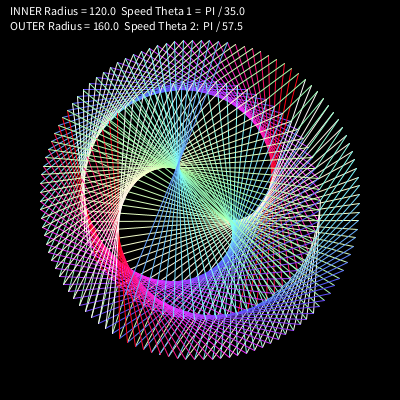 INNER Radius = 120.0  Speed Theta 1 =  PI / 35.0
OUTER Radius = 160.0  Speed Theta 2:  PI / 57.5